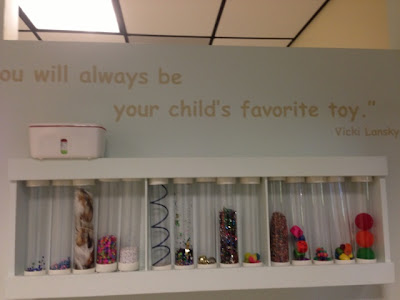 ou will always be
your child's favorite toy."
Vicki Lansky